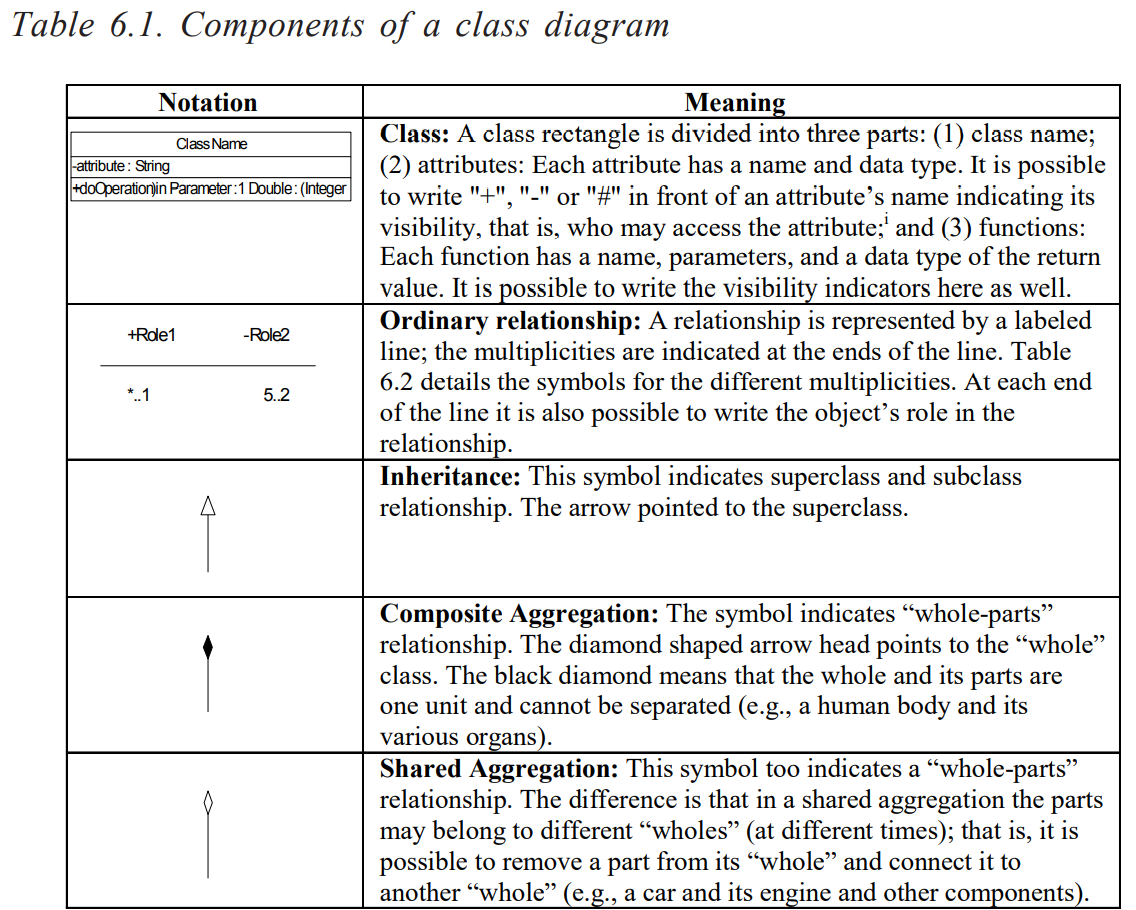 Table 6.1. Components of a class diagram
Notation
Meaning
Class Name
-attribute : String
+doOperation)in Parameter :1 Double : (Integer
Class: A class rectangle is divided into three parts: (1) class name;
(2) attributes: Each attribute has a name and data type. It is possible
to write "+", "-" or "#" in front of an attribute’s name indicating its
visibility, that is, who may access the attribute;i and (3) functions:
Each function has a name, parameters, and a data type of the return
value. It is possible to write the visibility indicators here as well.
+Role1
-Role2
*..1
5..2
Ordinary relationship: A relationship is represented by a labeled
line; the multiplicities are indicated at the ends of the line. Table
6.2 details the symbols for the different multiplicities. At each end
of the line it is also possible to write the object’s role in the
relationship.
Inheritance: This symbol indicates superclass and subclass
relationship. The arrow pointed to the superclass.
Composite Aggregation: The symbol indicates “whole-parts”
relationship. The diamond shaped arrow head points to the “whole”
class. The black diamond means that the whole and its parts are
one unit and cannot be separated (e.g., a human body and its
various organs).
Shared Aggregation: This symbol too indicates a “whole-parts”
relationship. The difference is that in a shared aggregation the parts
may belong to different “wholes” (at different times); that is, it is
possible to remove a part from its “whole” and connect it to
another “whole” (e.g., a car and its engine and other components).